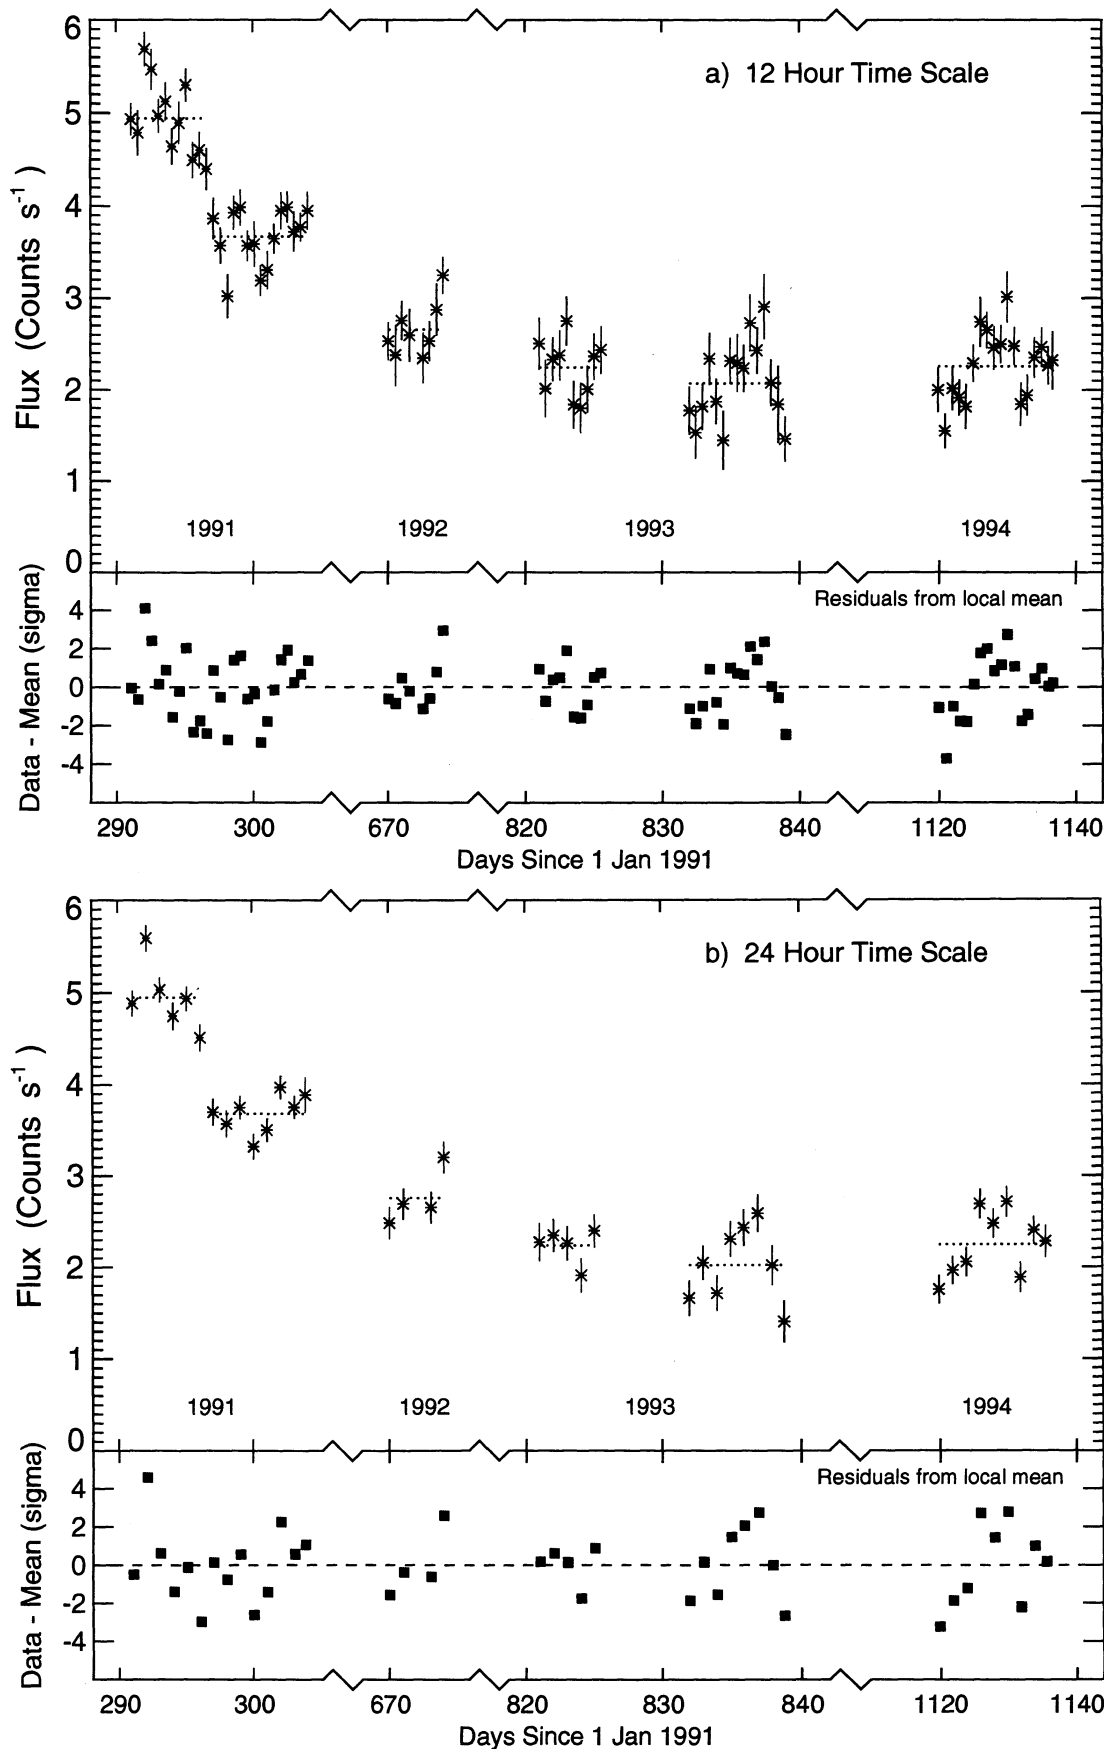 6
a) 12 Hour Time Scale
5
4
3
2
1
0
Flux (Counts s⁻¹)
1991 1992 1993 1994
Residuals from local mean
4
2
0
-2
-4
Data - Mean (sigma)
290 300 670 820 830 840 1120 1140
Days Since 1 Jan 1991
6
b) 24 Hour Time Scale
5
4
3
2
1
0
Flux (Counts s⁻¹)
1991 1992 1993 1994
Residuals from local mean
4
2
0
-2
-4
Data - Mean (sigma)
290 300 670 820 830 840 1120 1140
Days Since 1 Jan 1991